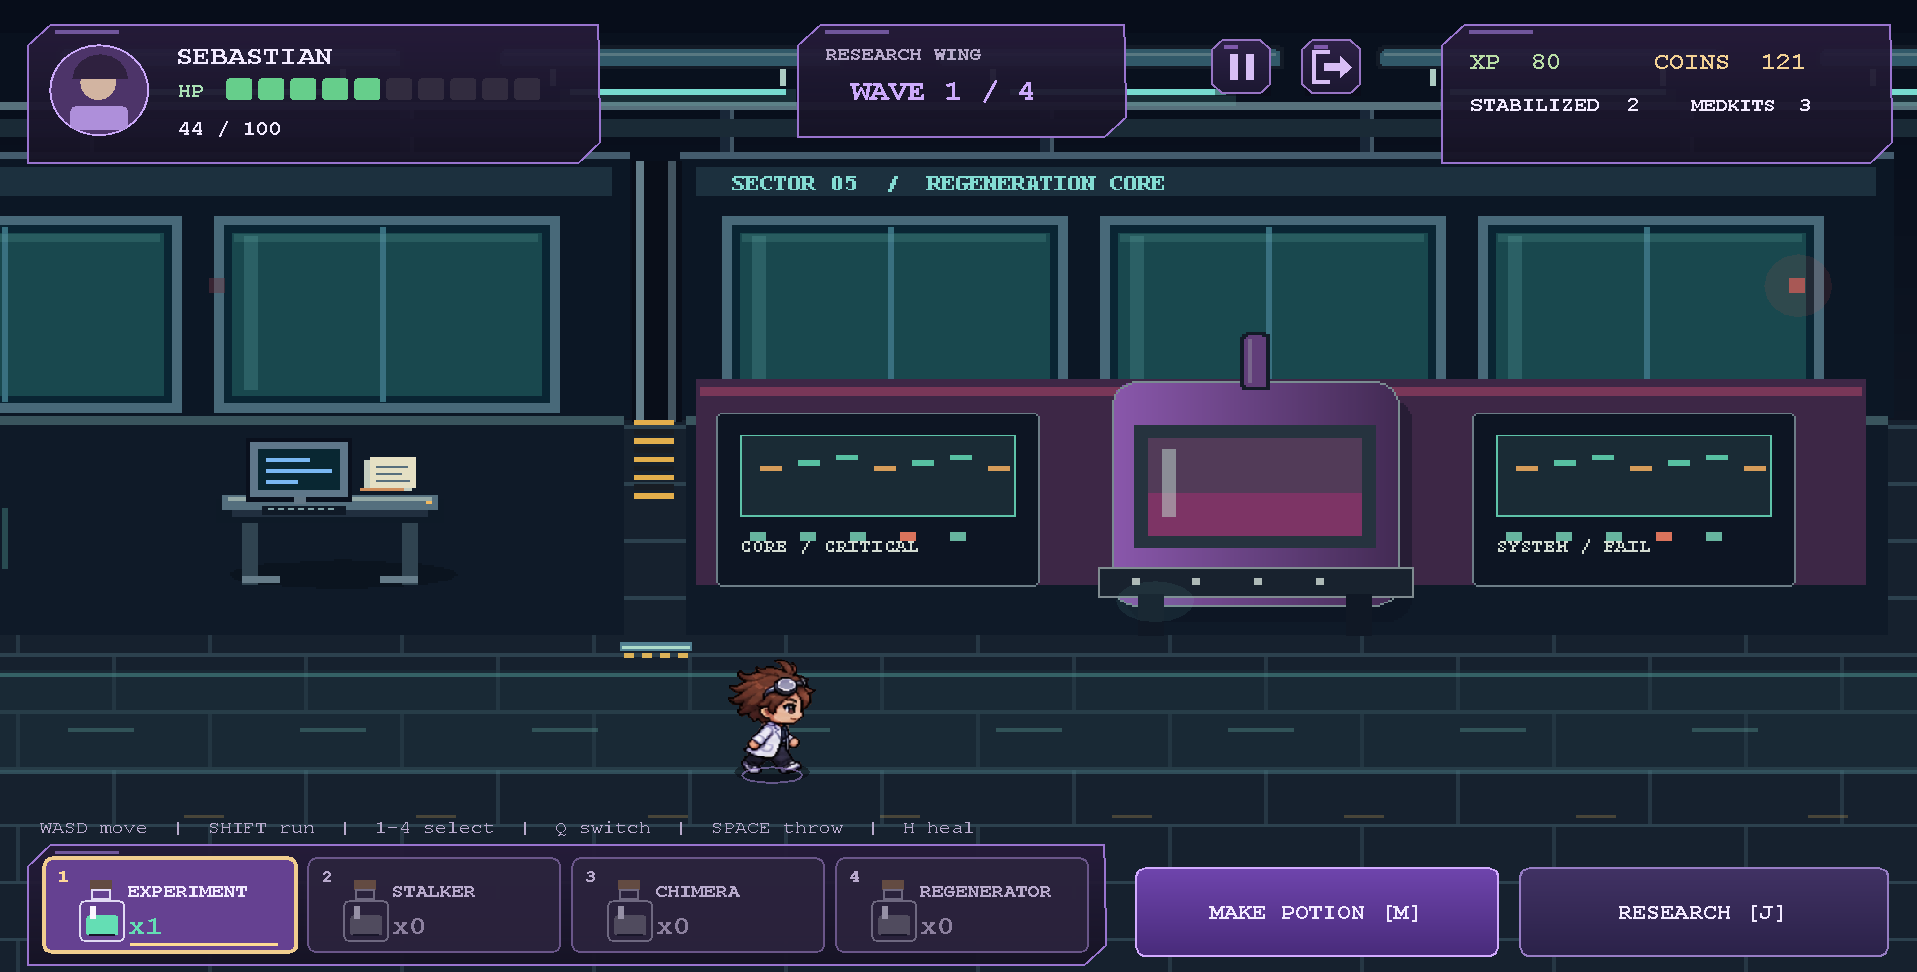 SEBASTIAN
HP
44 / 100
RESEARCH WING
WAVE 1 / 4
XP 80 COINS 121
STABILIZED 2 MEDKITS 3
SECTOR 05 / REGENERATION CORE
CORE / CRITICAL
SYSTEM / FAIL
WASD move | SHIFT run | 1-4 select | Q switch | SPACE throw | H heal
1 EXPERIMENT x1
2 STALKER x0
3 CHIMERA x0
4 REGENERATOR x0
MAKE POTION [M]
RESEARCH [J]